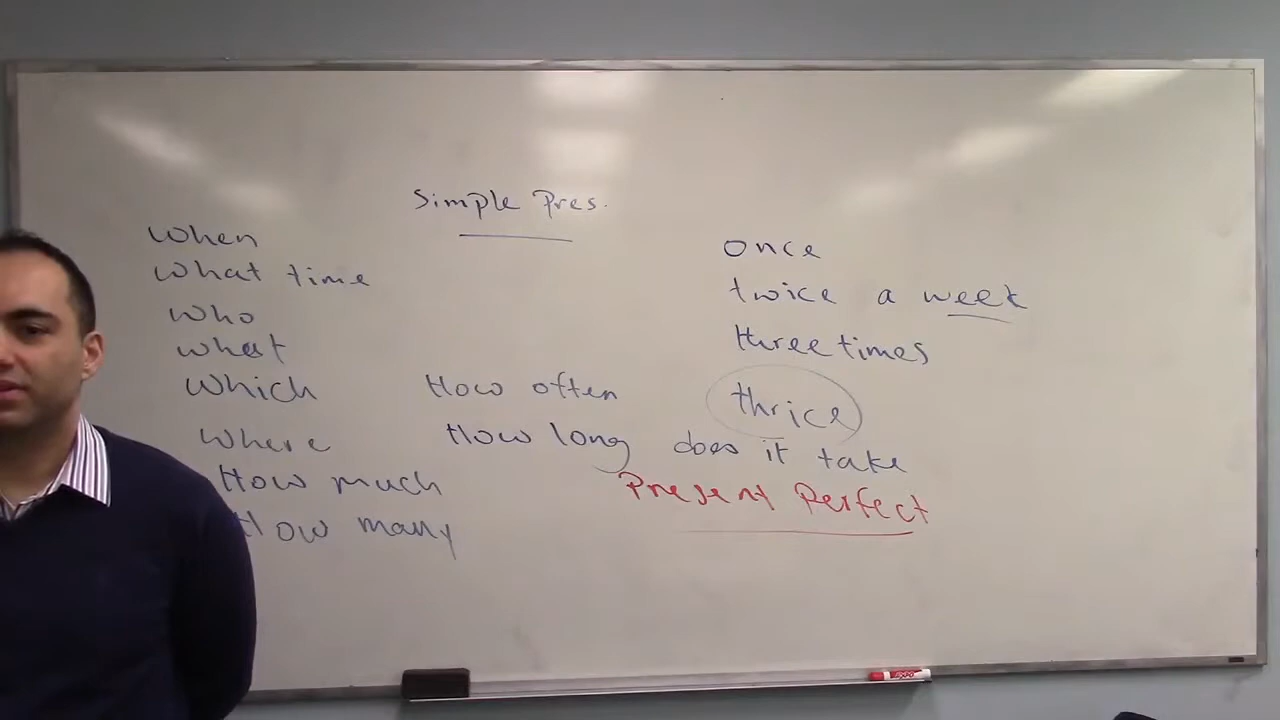 Simple Pres.
when
what time
who
what
which
where
How much
How many
How often
How long does it take
Present Perfect
once
twice a week
three times
thrice
EXPO